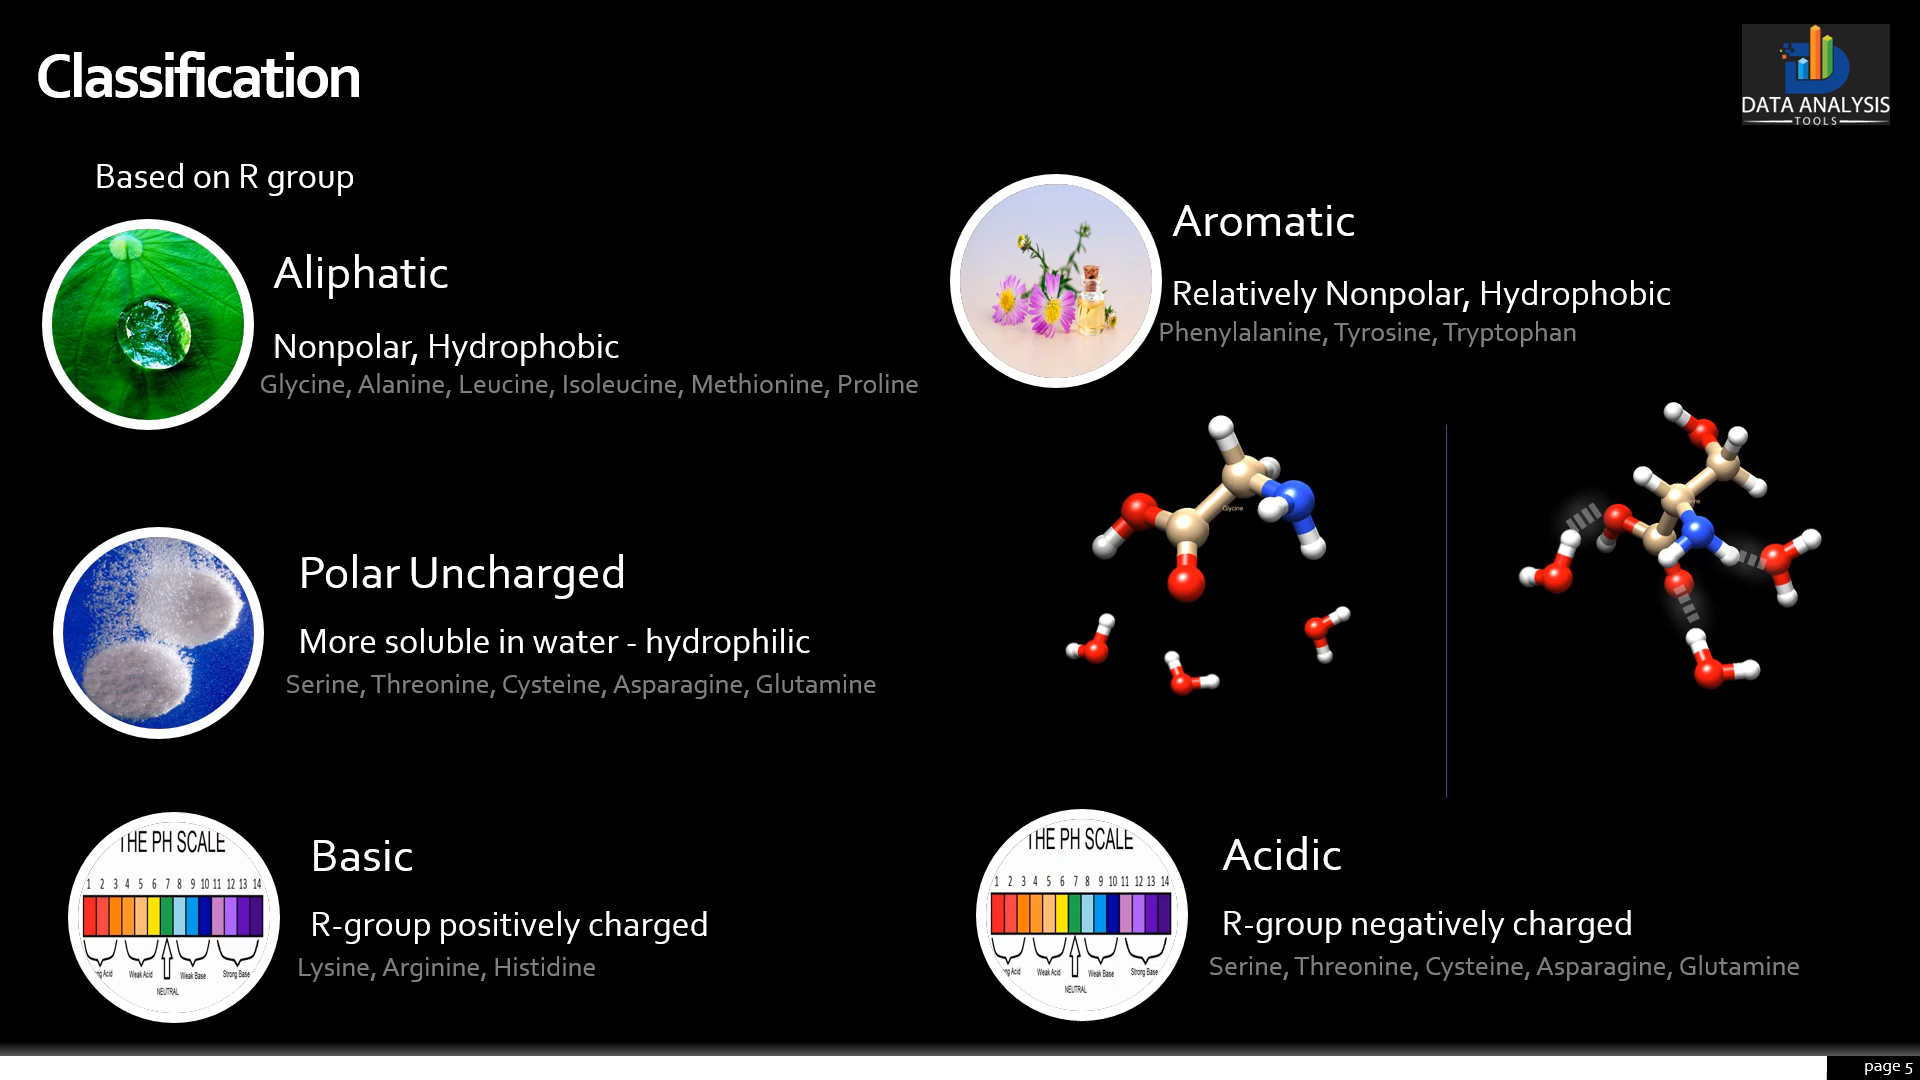 Classification
DATA ANALYSIS
TOOLS
Based on R group
Aliphatic
Nonpolar, Hydrophobic
Glycine, Alanine, Leucine, Isoleucine, Methionine, Proline
Aromatic
Relatively Nonpolar, Hydrophobic
Phenylalanine, Tyrosine, Tryptophan
Glycine
Polar Uncharged
More soluble in water - hydrophilic
Serine, Threonine, Cysteine, Asparagine, Glutamine
THE PH SCALE
1 2 3 4 5 6 7 8 9 10 11 12 13 14
Acid Weak Acid Weak Base Strong Base
NEUTRAL
Basic
R-group positively charged
Lysine, Arginine, Histidine
THE PH SCALE
1 2 3 4 5 6 7 8 9 10 11 12 13 14
Acid Weak Acid Weak Base Strong Base
NEUTRAL
Acidic
R-group negatively charged
Serine, Threonine, Cysteine, Asparagine, Glutamine
page 5